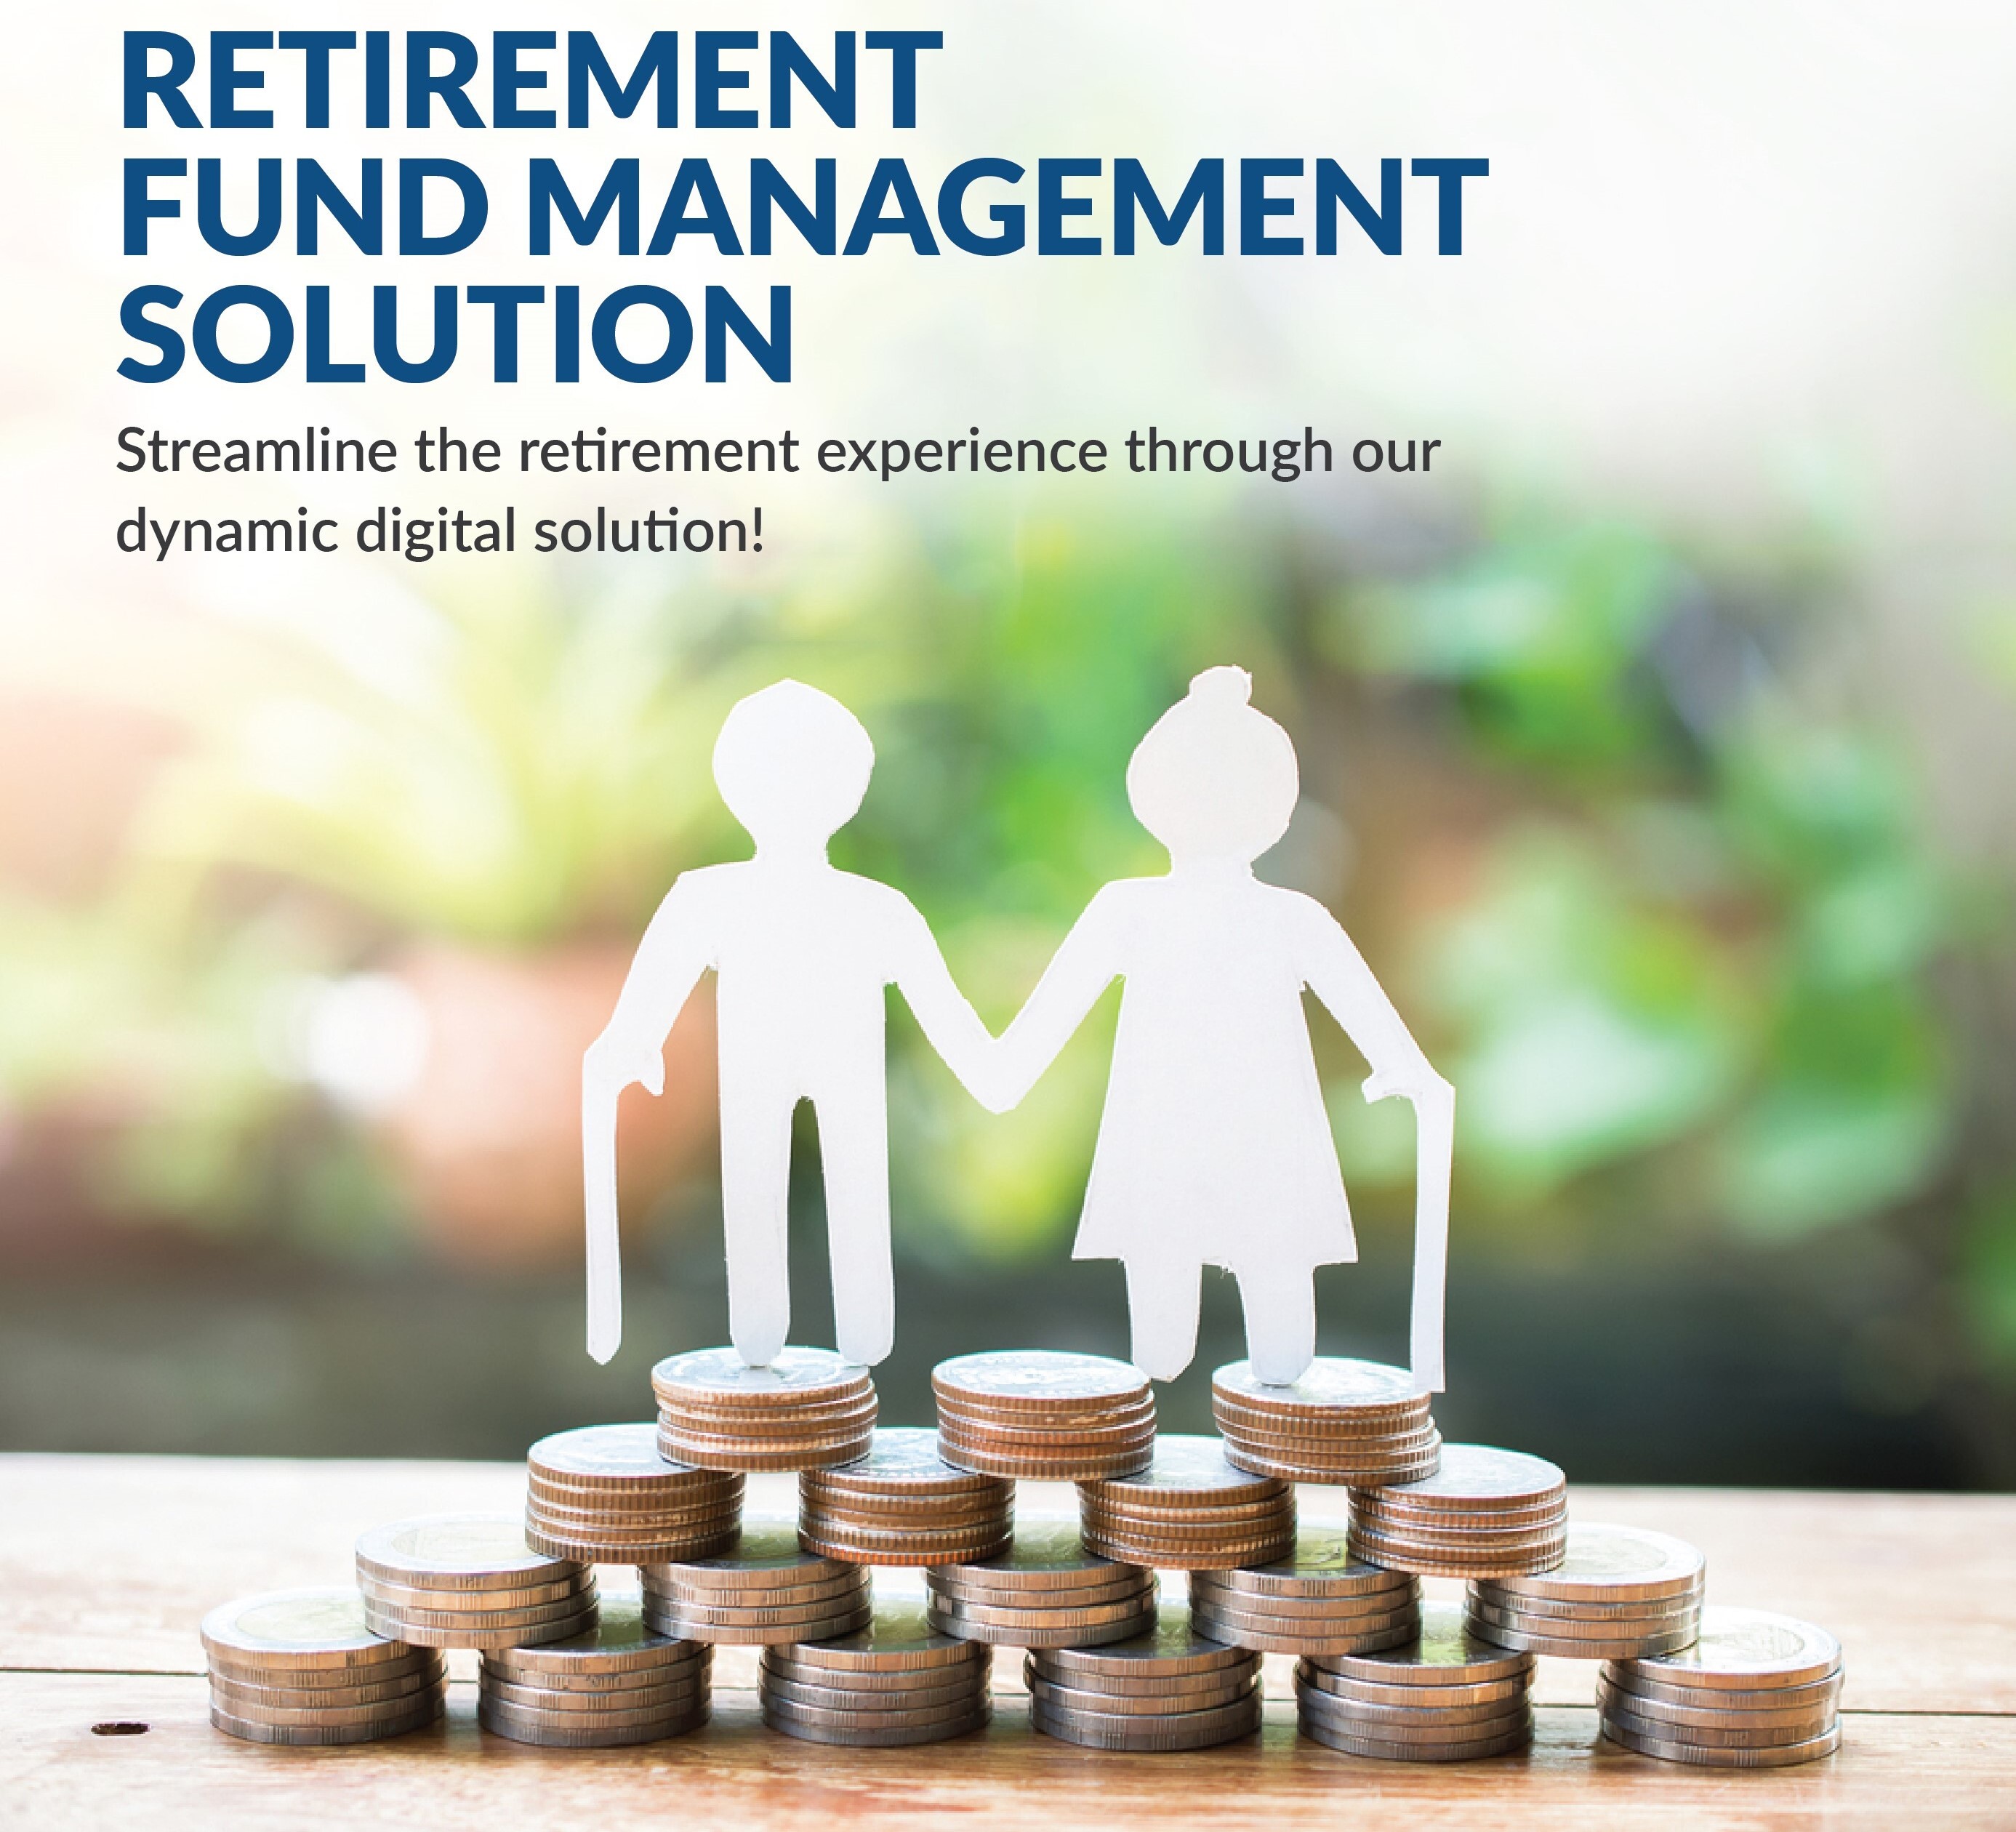 RETIREMENT
FUND MANAGEMENT
SOLUTION
Streamline the retirement experience through our
dynamic digital solution!